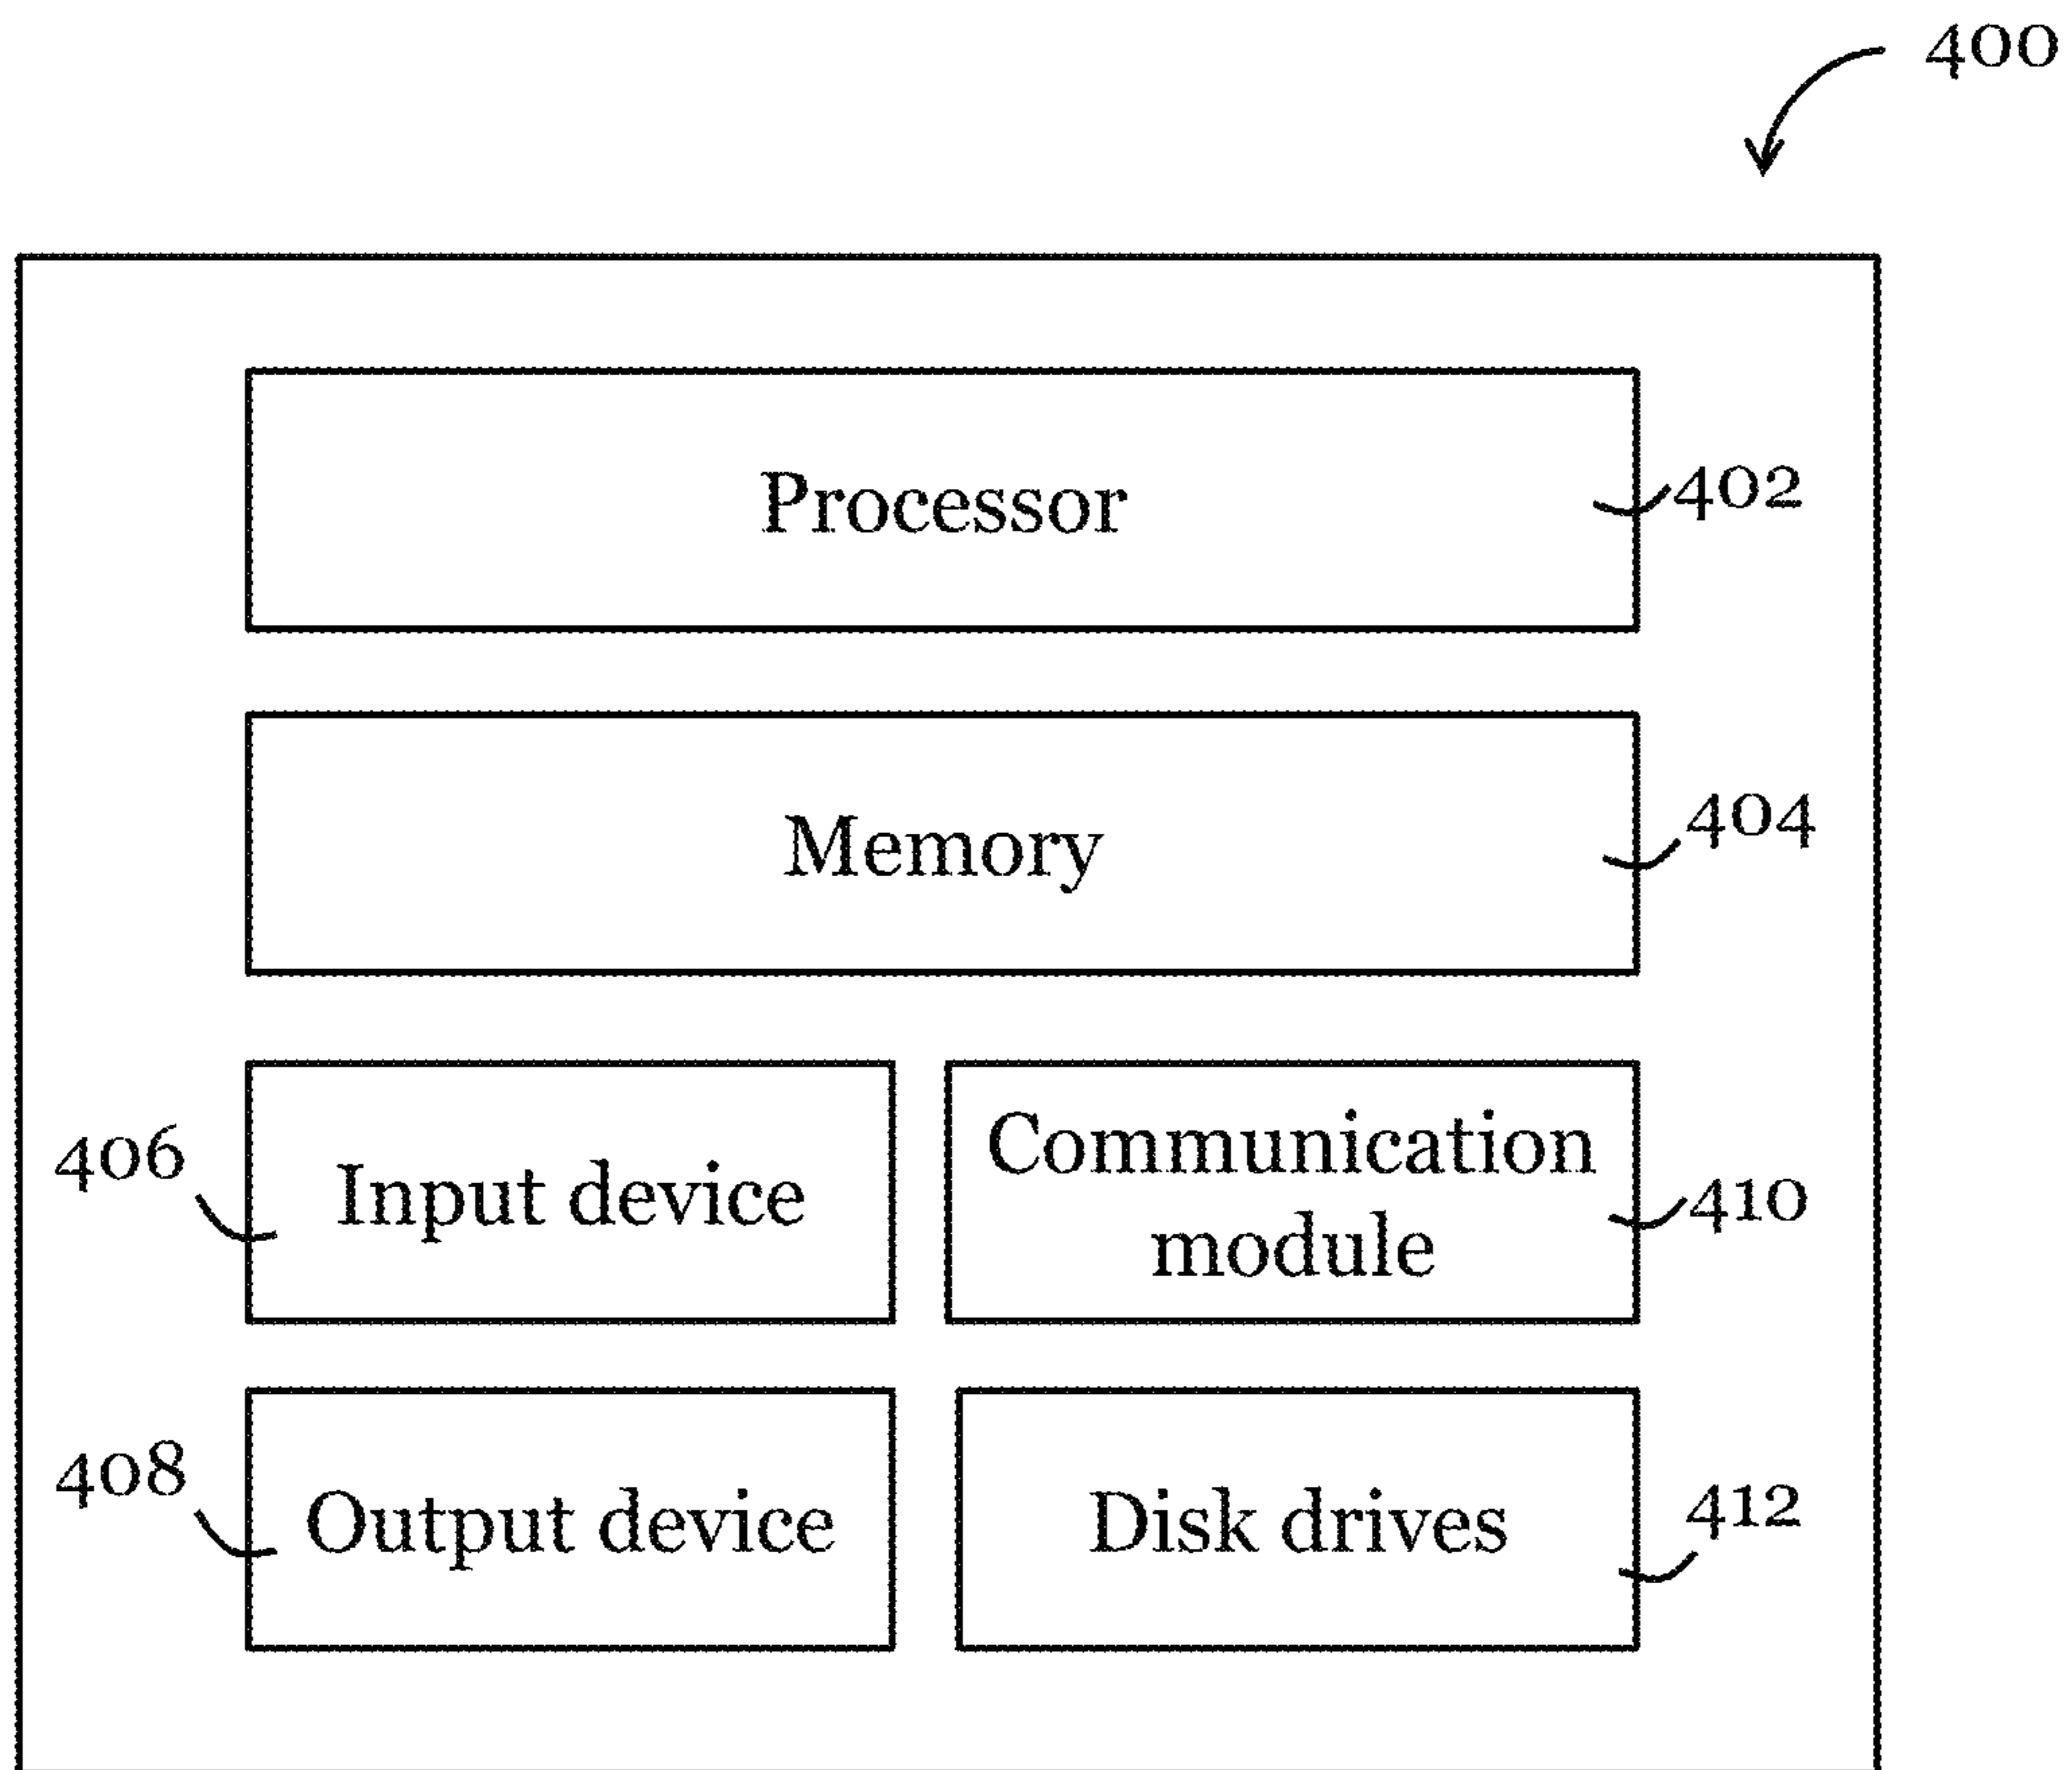 400
Processor
402
Memory
404
406
Input device
Communication
module
410
408
Output device
Disk drives
412